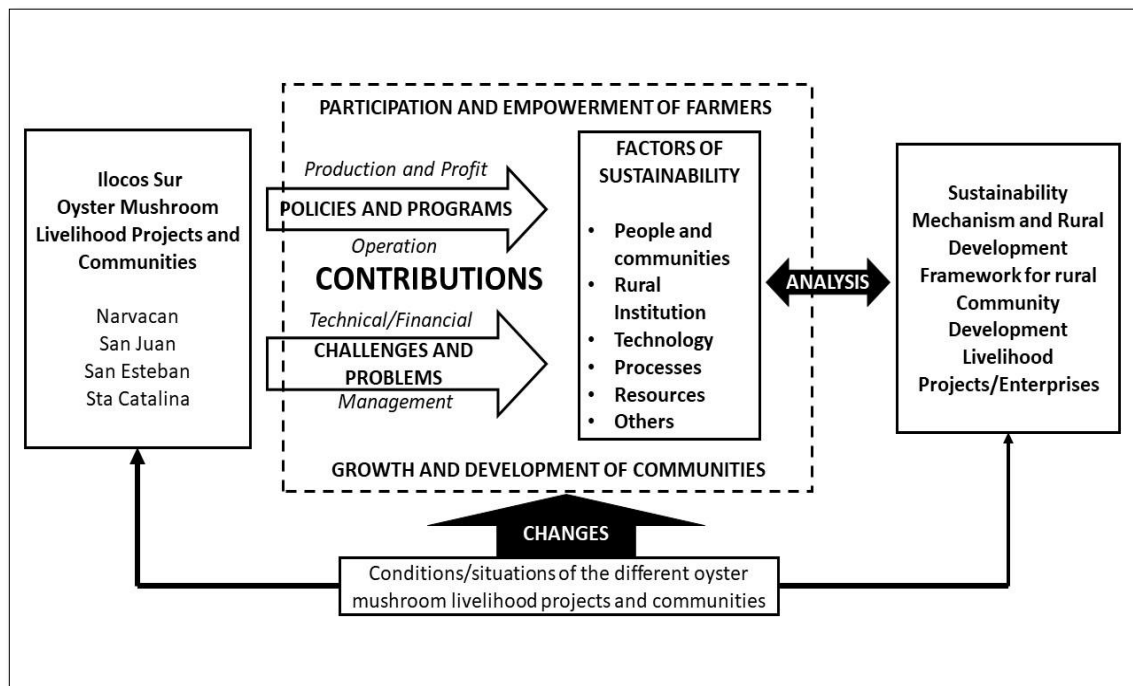 PARTICIPATION AND EMPOWERMENT OF FARMERS
Ilocos Sur
Oyster Mushroom
Livelihood Projects and
Communities
Narvacan
San Juan
San Esteban
Sta Catalina
Production and Profit
POLICIES AND PROGRAMS
Operation
CONTRIBUTIONS
Technical/Financial
CHALLENGES AND
PROBLEMS
Management
FACTORS OF
SUSTAINABILITY
• People and
communities
• Rural
Institution
• Technology
• Processes
• Resources
• Others
ANALYSIS
Sustainability
Mechanism and Rural
Development
Framework for rural
Community
Development
Livelihood
Projects/Enterprises
GROWTH AND DEVELOPMENT OF COMMUNITIES
CHANGES
Conditions/situations of the different oyster
mushroom livelihood projects and communities